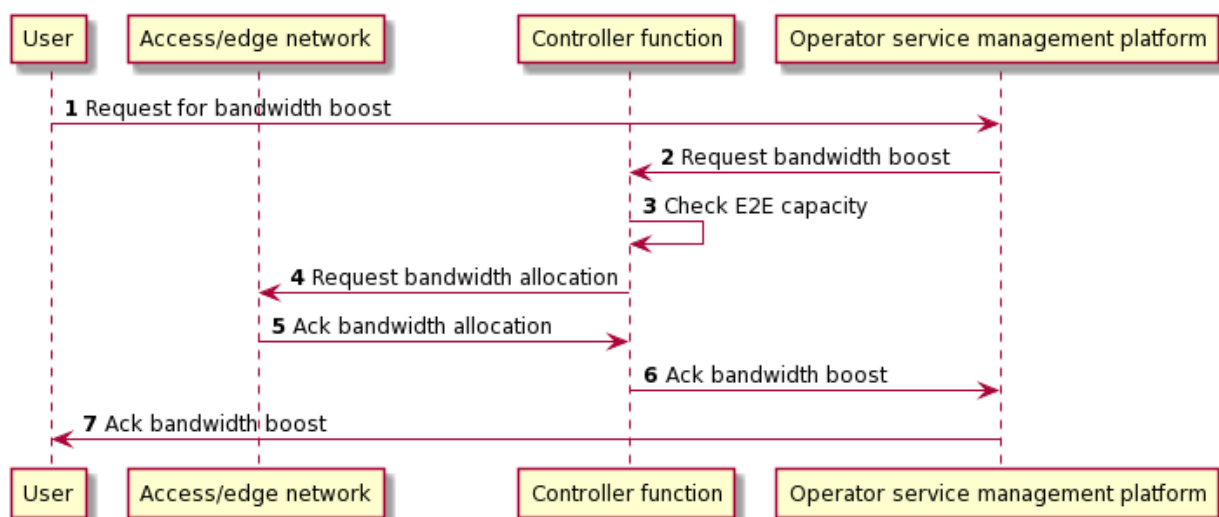 User
Access/edge network
Controller function
Operator service management platform
1 Request for bandwidth boost
2 Request bandwidth boost
3 Check E2E capacity
4 Request bandwidth allocation
5 Ack bandwidth allocation
6 Ack bandwidth boost
7 Ack bandwidth boost
User
Access/edge network
Controller function
Operator service management platform